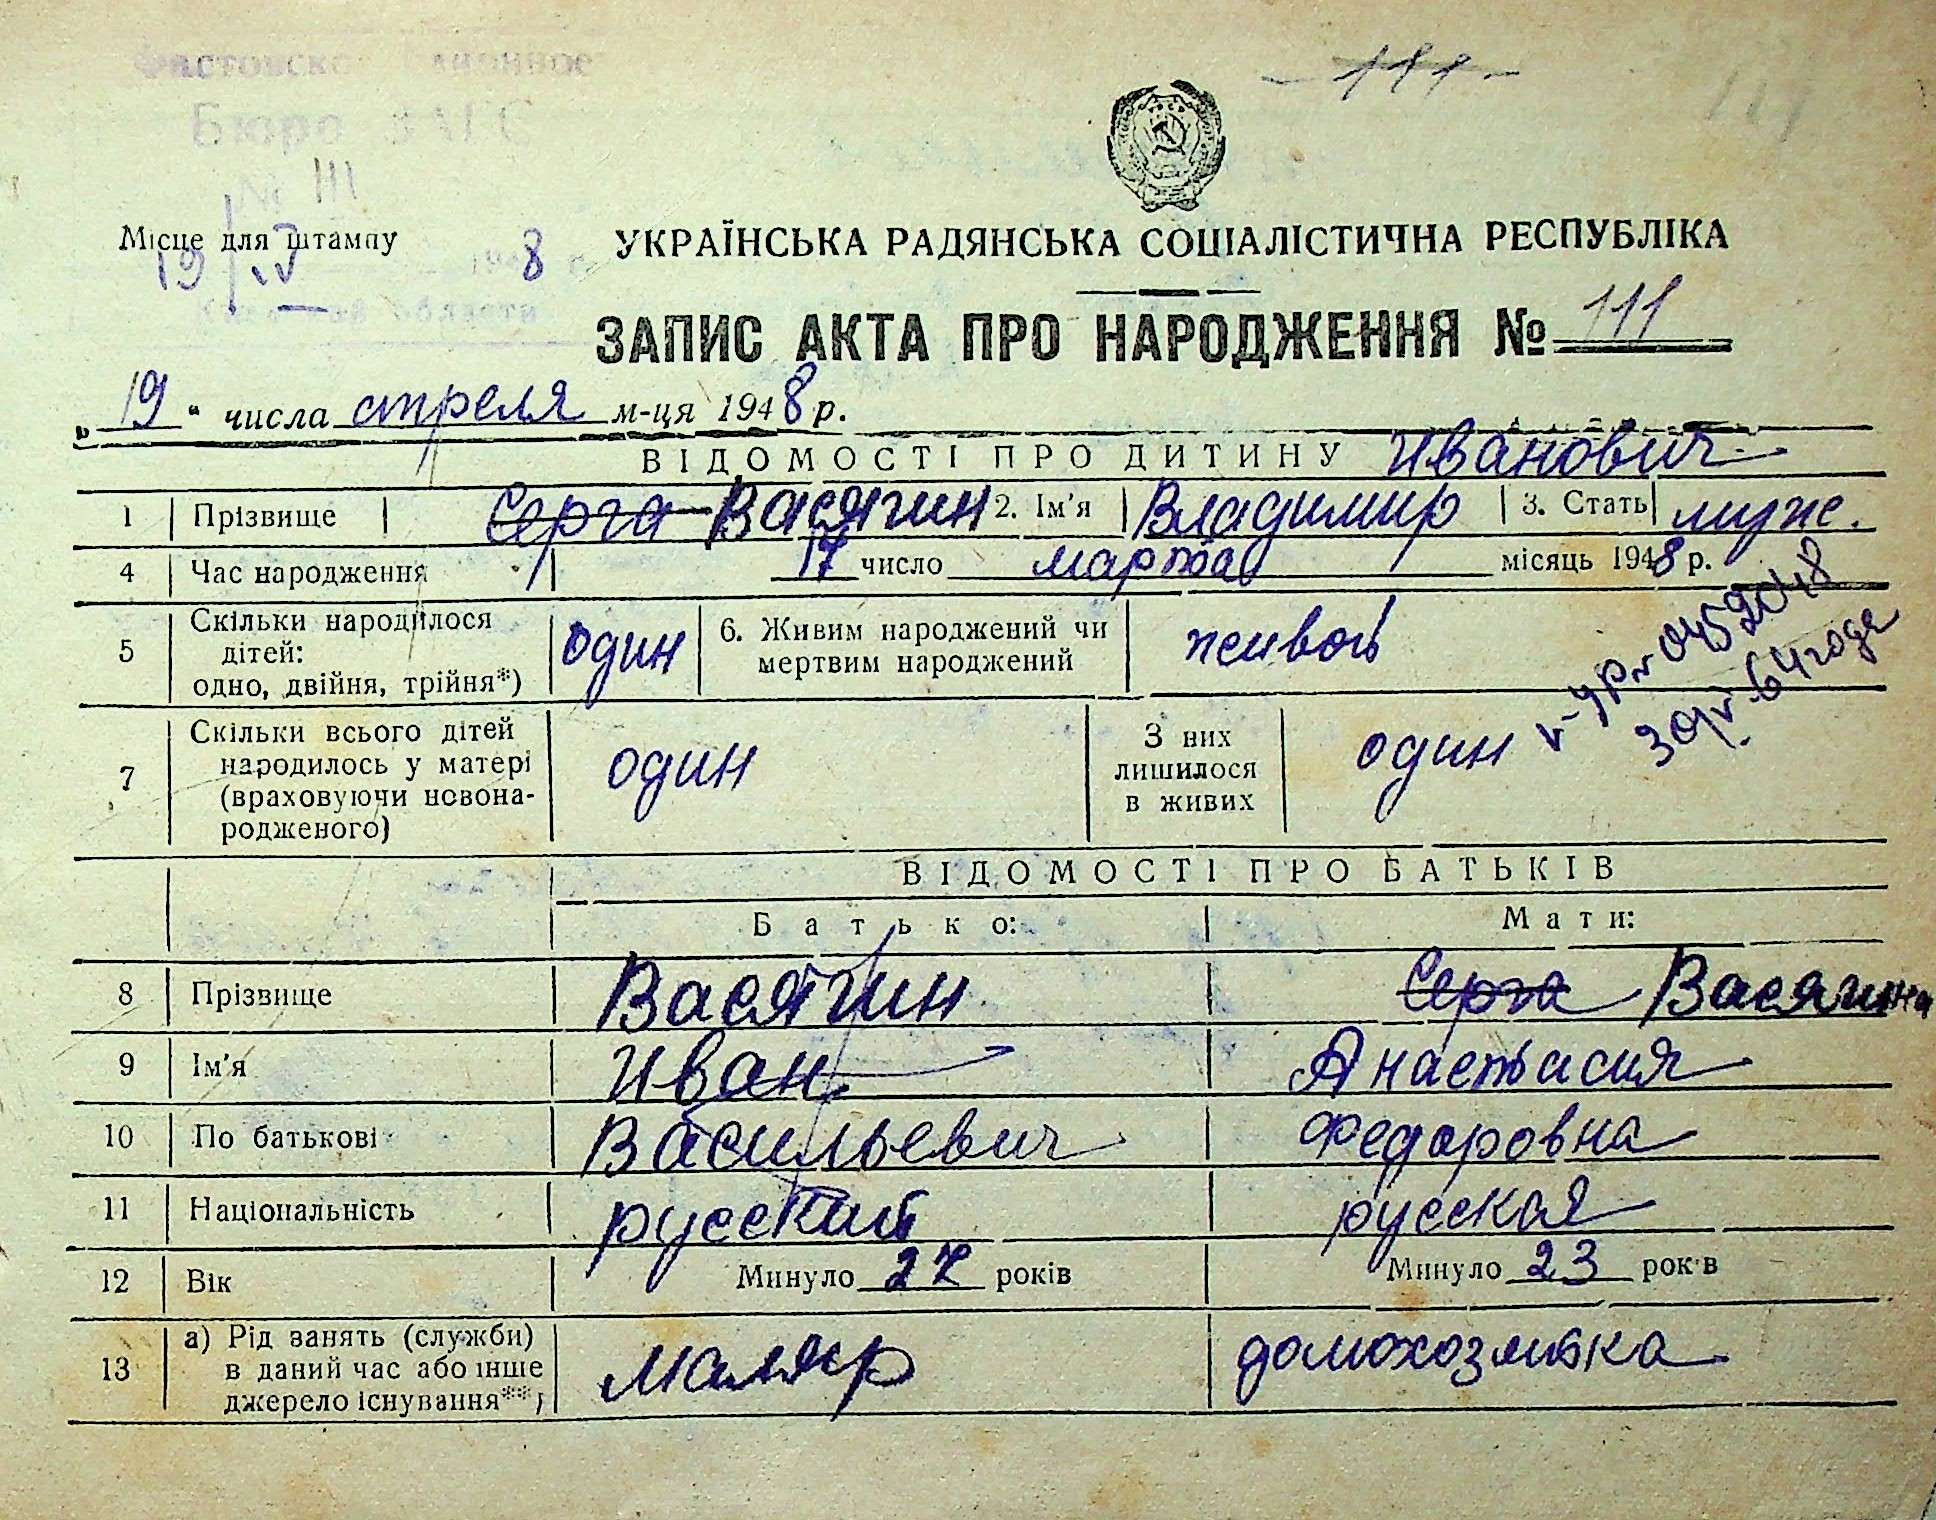 - 111 -
111
Бюро ЗАГС
№ 111
Місце для штампу
19 IV 1948 г.
области
УКРАЇНСЬКА РАДЯНСЬКА СОЦІАЛІСТИЧНА РЕСПУБЛІКА
ЗАПИС АКТА ПРО НАРОДЖЕННЯ № 111
„19“ числа апреля м-ця 1948 р.
ВІДОМОСТІ ПРО ДИТИНУ Иванович
1 Прізвище Серга Васягин 2. Ім'я Владимир 3. Стать муже.
4 Час народження 17 число марта місяць 1948 р.
5 Скільки народилося дітей: одно, двійня, трійня*) один 6. Живим народжений чи мертвим народжений живой
7 Скільки всього дітей народилось у матері (враховуючи новонародженого) один З них лишилося в живих один
64 года
ВІДОМОСТІ ПРО БАТЬКІВ
Батько: Мати:
8 Прізвище Васягин Серга Васягина
9 Ім'я Иван Анастасия
10 По батькові Васильевич Федоровна
11 Національність русский русская
12 Вік Минуло 27 років Минуло 23 років
13 а) Рід занять (служби) в даний час або інше джерело існування**) маляр домохозяйка